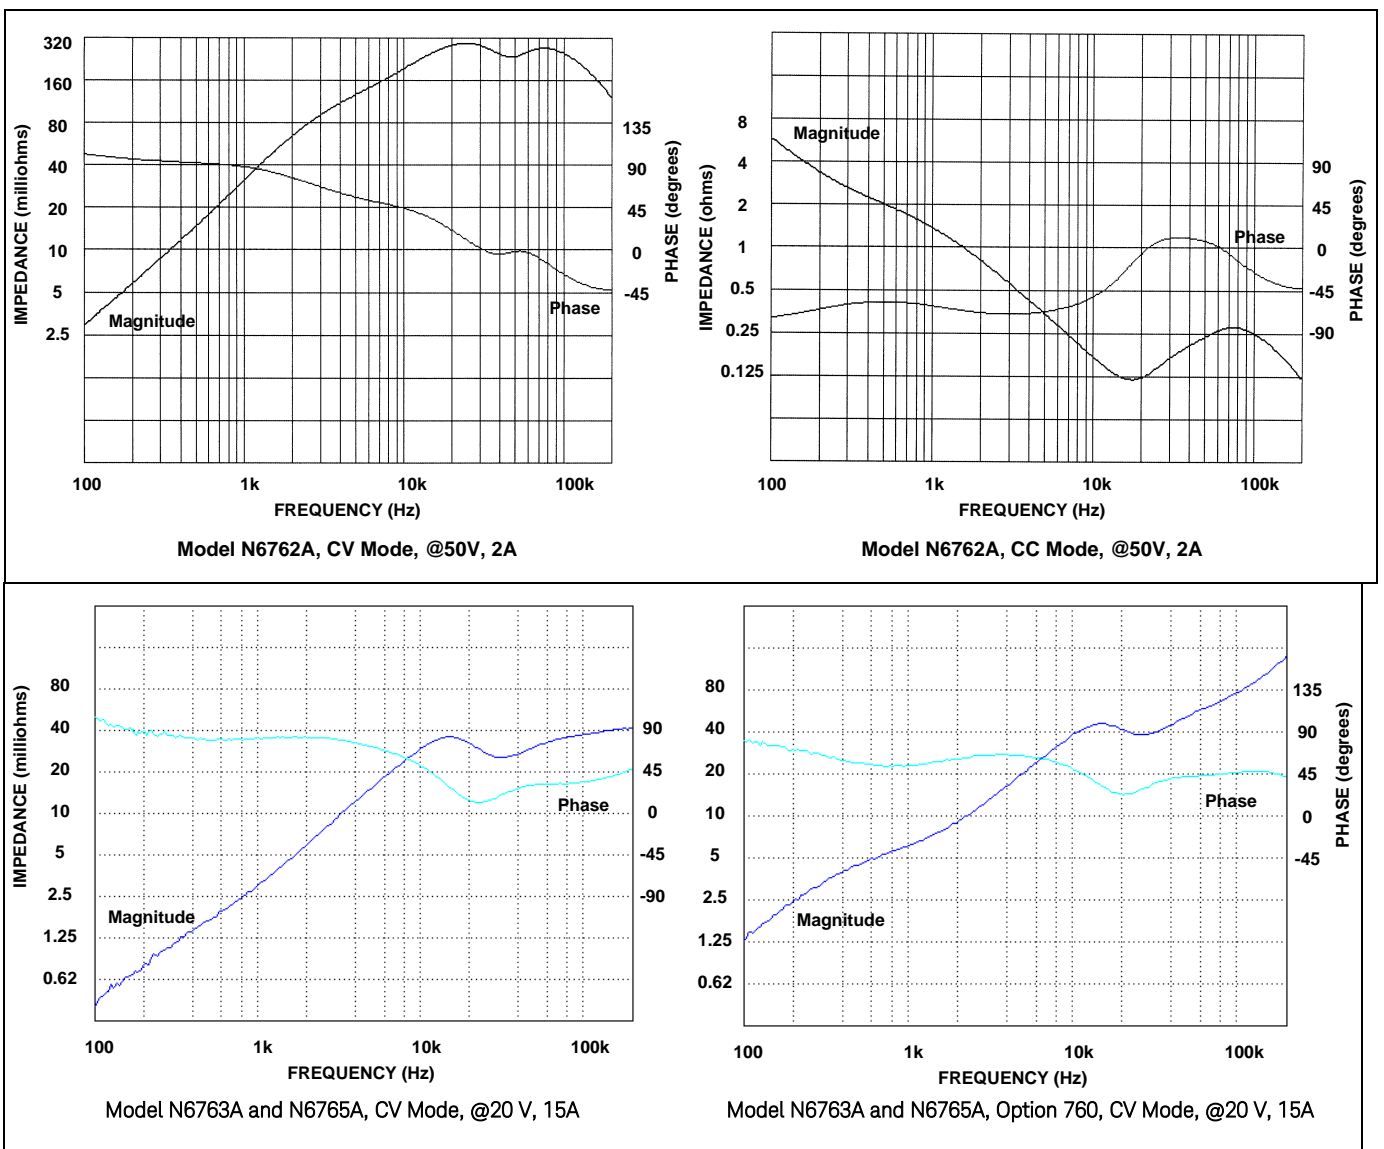 320
160
80
40
20
10
5
2.5
IMPEDANCE (milliohms)
Magnitude
Phase
135
90
45
0
-45
PHASE (degrees)
100 1k 10k 100k
FREQUENCY (Hz)
Model N6762A, CV Mode, @50V, 2A
8
4
2
1
0.5
0.25
0.125
IMPEDANCE (ohms)
Magnitude
Phase
90
45
0
-45
-90
PHASE (degrees)
100 1k 10k 100k
FREQUENCY (Hz)
Model N6762A, CC Mode, @50V, 2A
80
40
20
10
5
2.5
1.25
0.62
IMPEDANCE (milliohms)
Magnitude
Phase
90
45
0
-45
-90
100 1k 10k 100k
FREQUENCY (Hz)
Model N6763A and N6765A, CV Mode, @20 V, 15A
80
40
20
10
5
2.5
1.25
0.62
Magnitude
Phase
135
90
45
0
-45
PHASE (degrees)
100 1k 10k 100k
FREQUENCY (Hz)
Model N6763A and N6765A, Option 760, CV Mode, @20 V, 15A